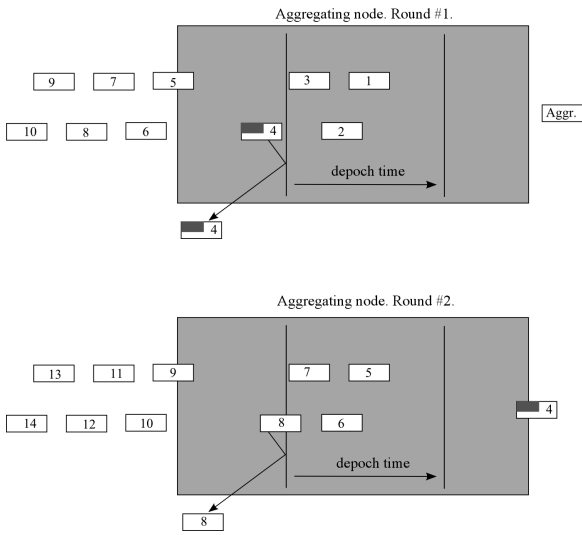 Aggregating node. Round #1.
9 7 5 3 1
Aggr.
10 8 6 4 2
depoch time
4
Aggregating node. Round #2.
13 11 9 7 5
4
14 12 10 8 6
depoch time
8